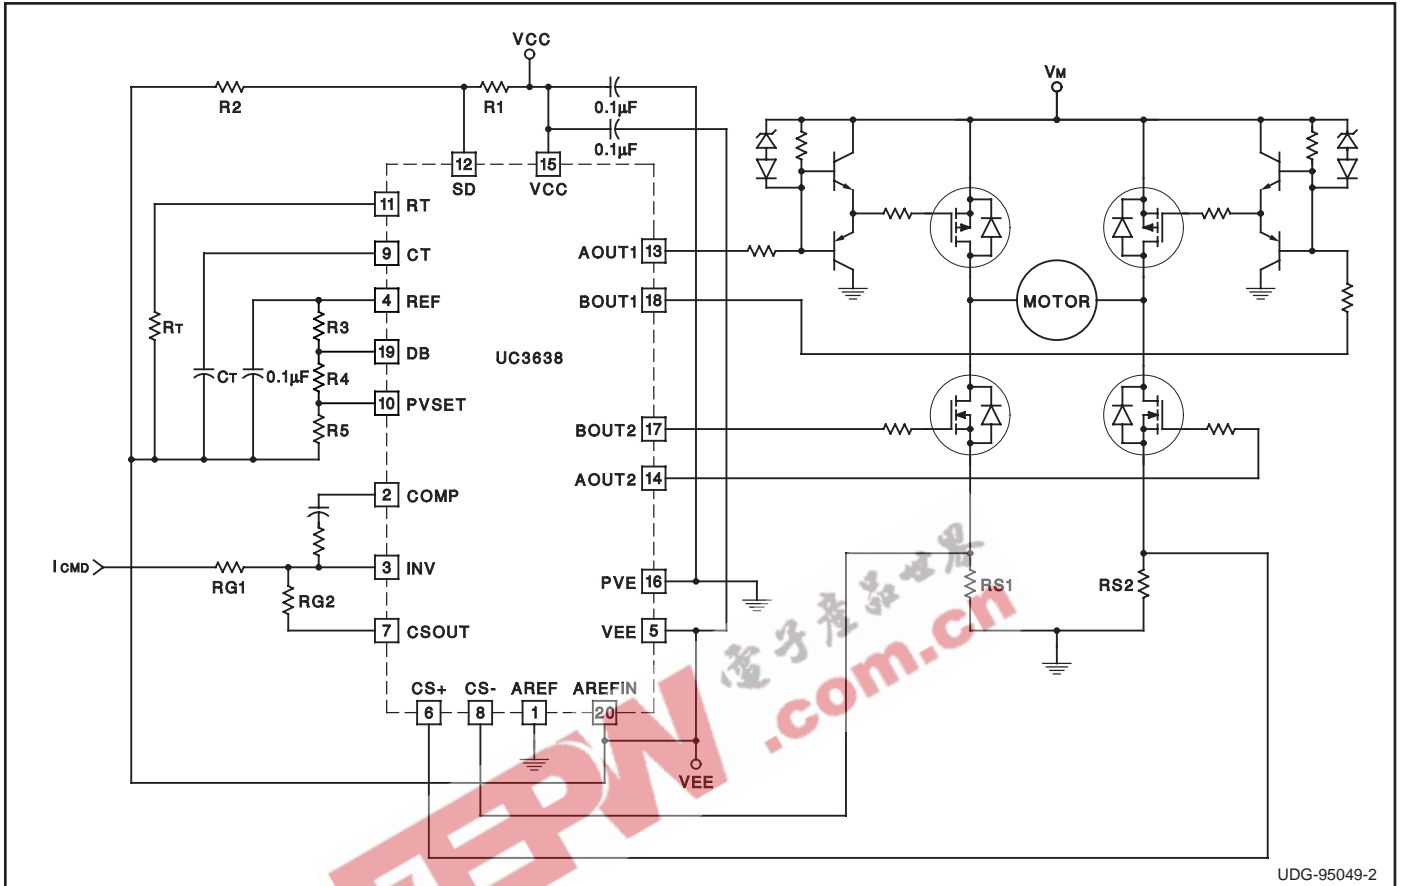 VCC
R2
R1
0.1µF
0.1µF
VM
12
15
SD
VCC
11 RT
9 CT
4 REF
19 DB
10 PVSET
2 COMP
3 INV
7 CSOUT
AOUT1 13
BOUT1 18
BOUT2 17
AOUT2 14
PVE 16
VEE 5
UC3638
RT
CT
0.1µF
R3
R4
R5
MOTOR
ICMD
RG1
RG2
RS1
RS2
CS+ CS- AREF AREFIN
6 8 1 20
VEE
電子產品世界
EEPW
.com.cn
UDG-95049-2